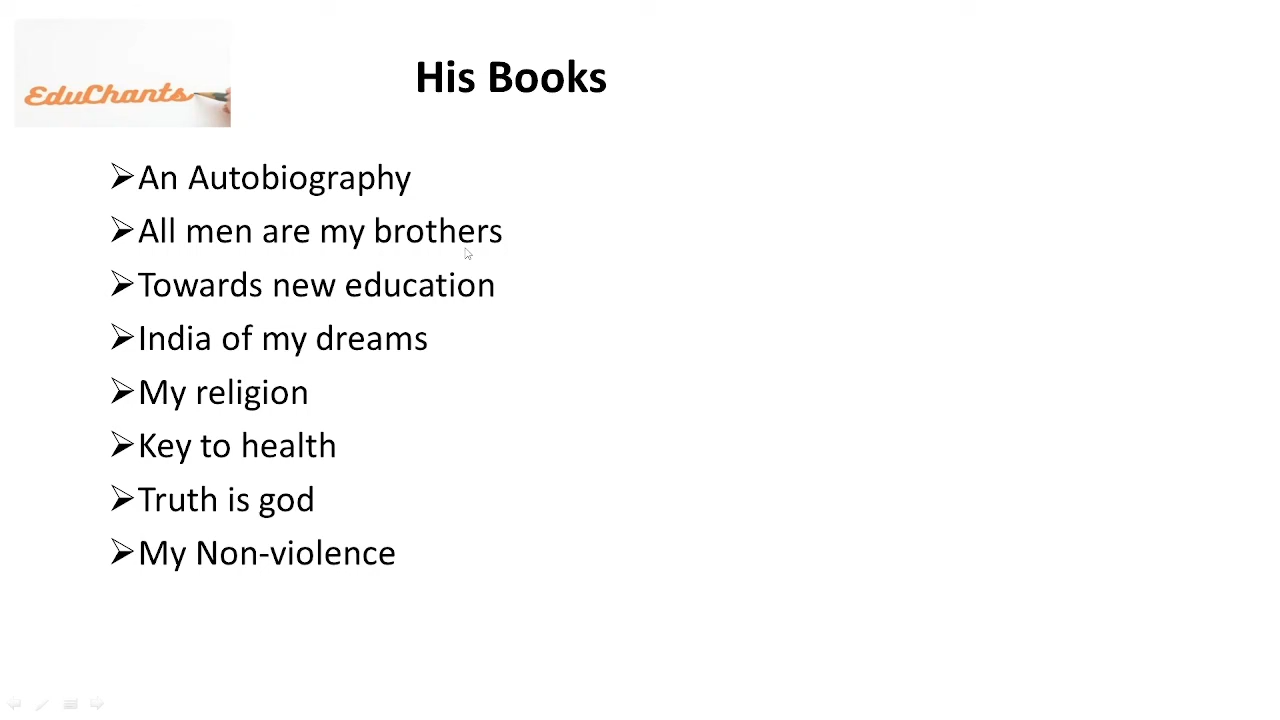 EduChants
His Books
➢An Autobiography
➢All men are my brothers
➢Towards new education
➢India of my dreams
➢My religion
➢Key to health
➢Truth is god
➢My Non-violence